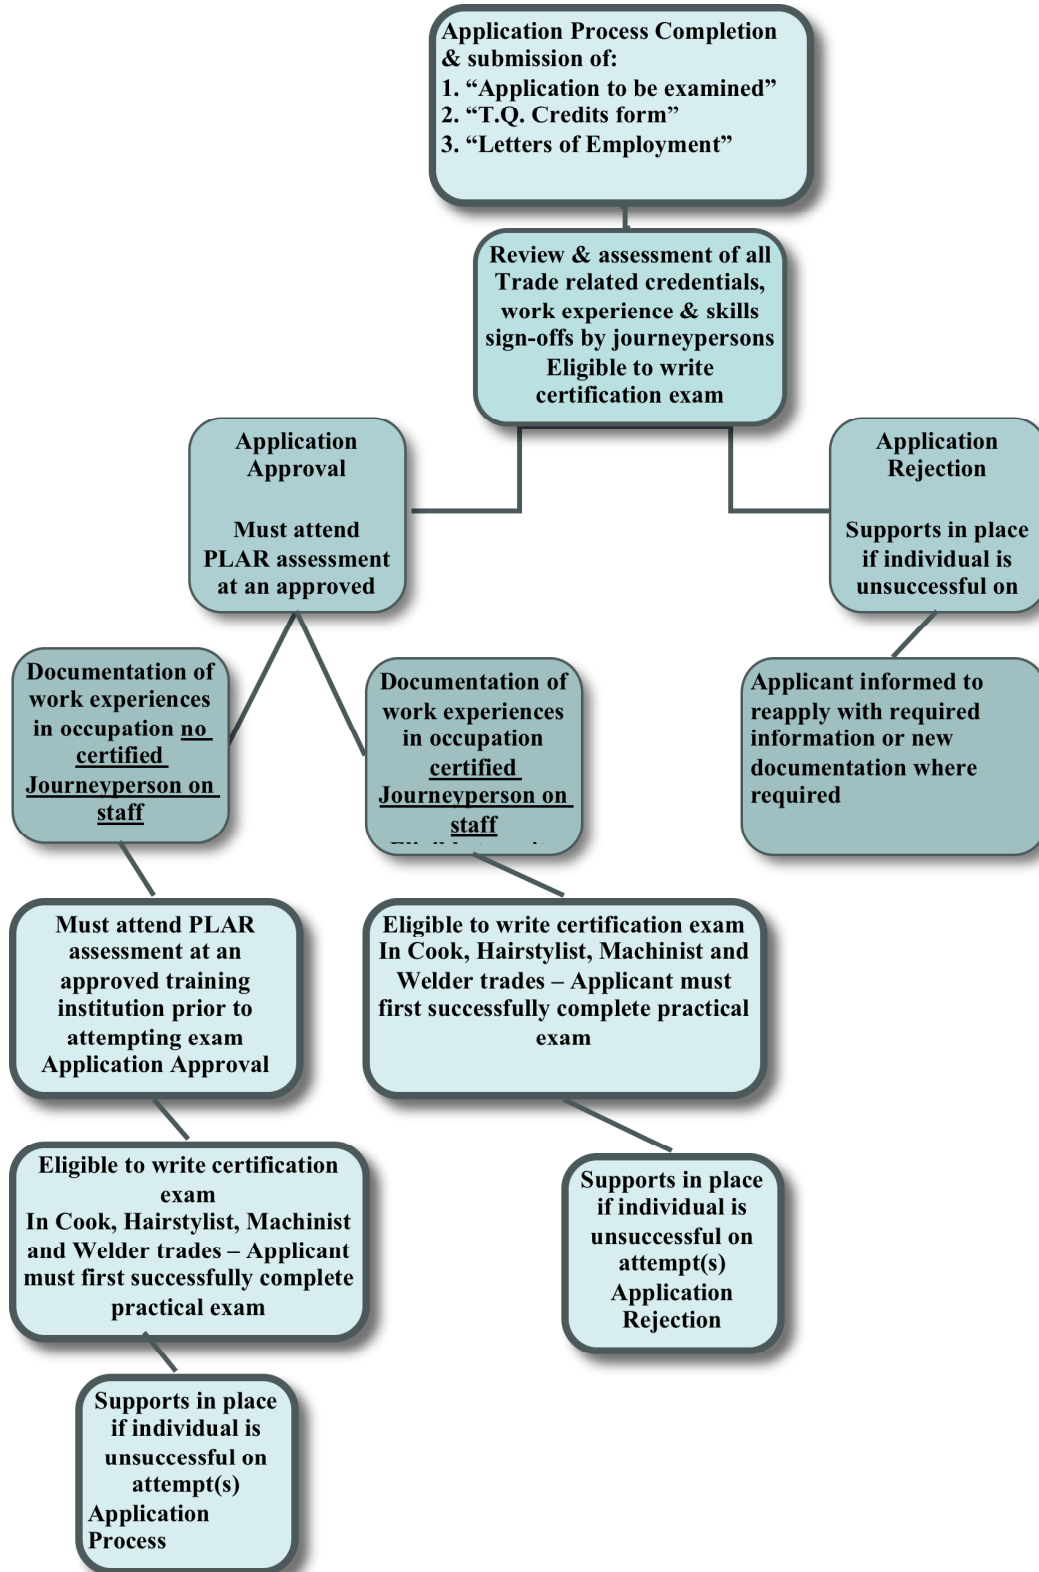 Application Process Completion
& submission of:
1. “Application to be examined”
2. “T.Q. Credits form”
3. “Letters of Employment”
Review & assessment of all
Trade related credentials,
work experience & skills
sign-offs by journeypersons
Eligible to write
certification exam
Application
Approval
Must attend
PLAR assessment
at an approved
Application
Rejection
Supports in place
if individual is
unsuccessful on
Documentation of
work experiences
in occupation no
certified
Journeyperson on
staff
Documentation of
work experiences
in occupation
certified
Journeyperson on
staff
Applicant informed to
reapply with required
information or new
documentation where
required
Must attend PLAR
assessment at an
approved training
institution prior to
attempting exam
Application Approval
Eligible to write certification exam
In Cook, Hairstylist, Machinist and
Welder trades – Applicant must
first successfully complete practical
exam
Eligible to write certification
exam
In Cook, Hairstylist, Machinist
and Welder trades – Applicant
must first successfully complete
practical exam
Supports in place
if individual is
unsuccessful on
attempt(s)
Application
Rejection
Supports in place
if individual is
unsuccessful on
attempt(s)
Application
Process